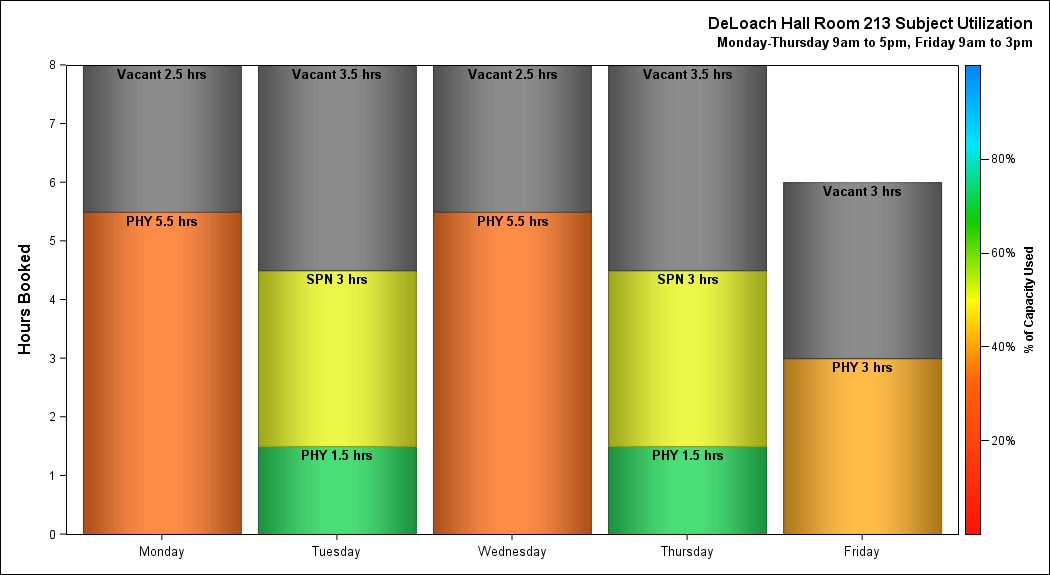 DeLoach Hall Room 213 Subject Utilization
Monday-Thursday 9am to 5pm, Friday 9am to 3pm
Hours Booked
8
7
6
5
4
3
2
1
0
Vacant 2.5 hrs
PHY 5.5 hrs
Vacant 3.5 hrs
SPN 3 hrs
PHY 1.5 hrs
Vacant 2.5 hrs
PHY 5.5 hrs
Vacant 3.5 hrs
SPN 3 hrs
PHY 1.5 hrs
Vacant 3 hrs
PHY 3 hrs
Monday
Tuesday
Wednesday
Thursday
Friday
80%
60%
40%
20%
% of Capacity Used